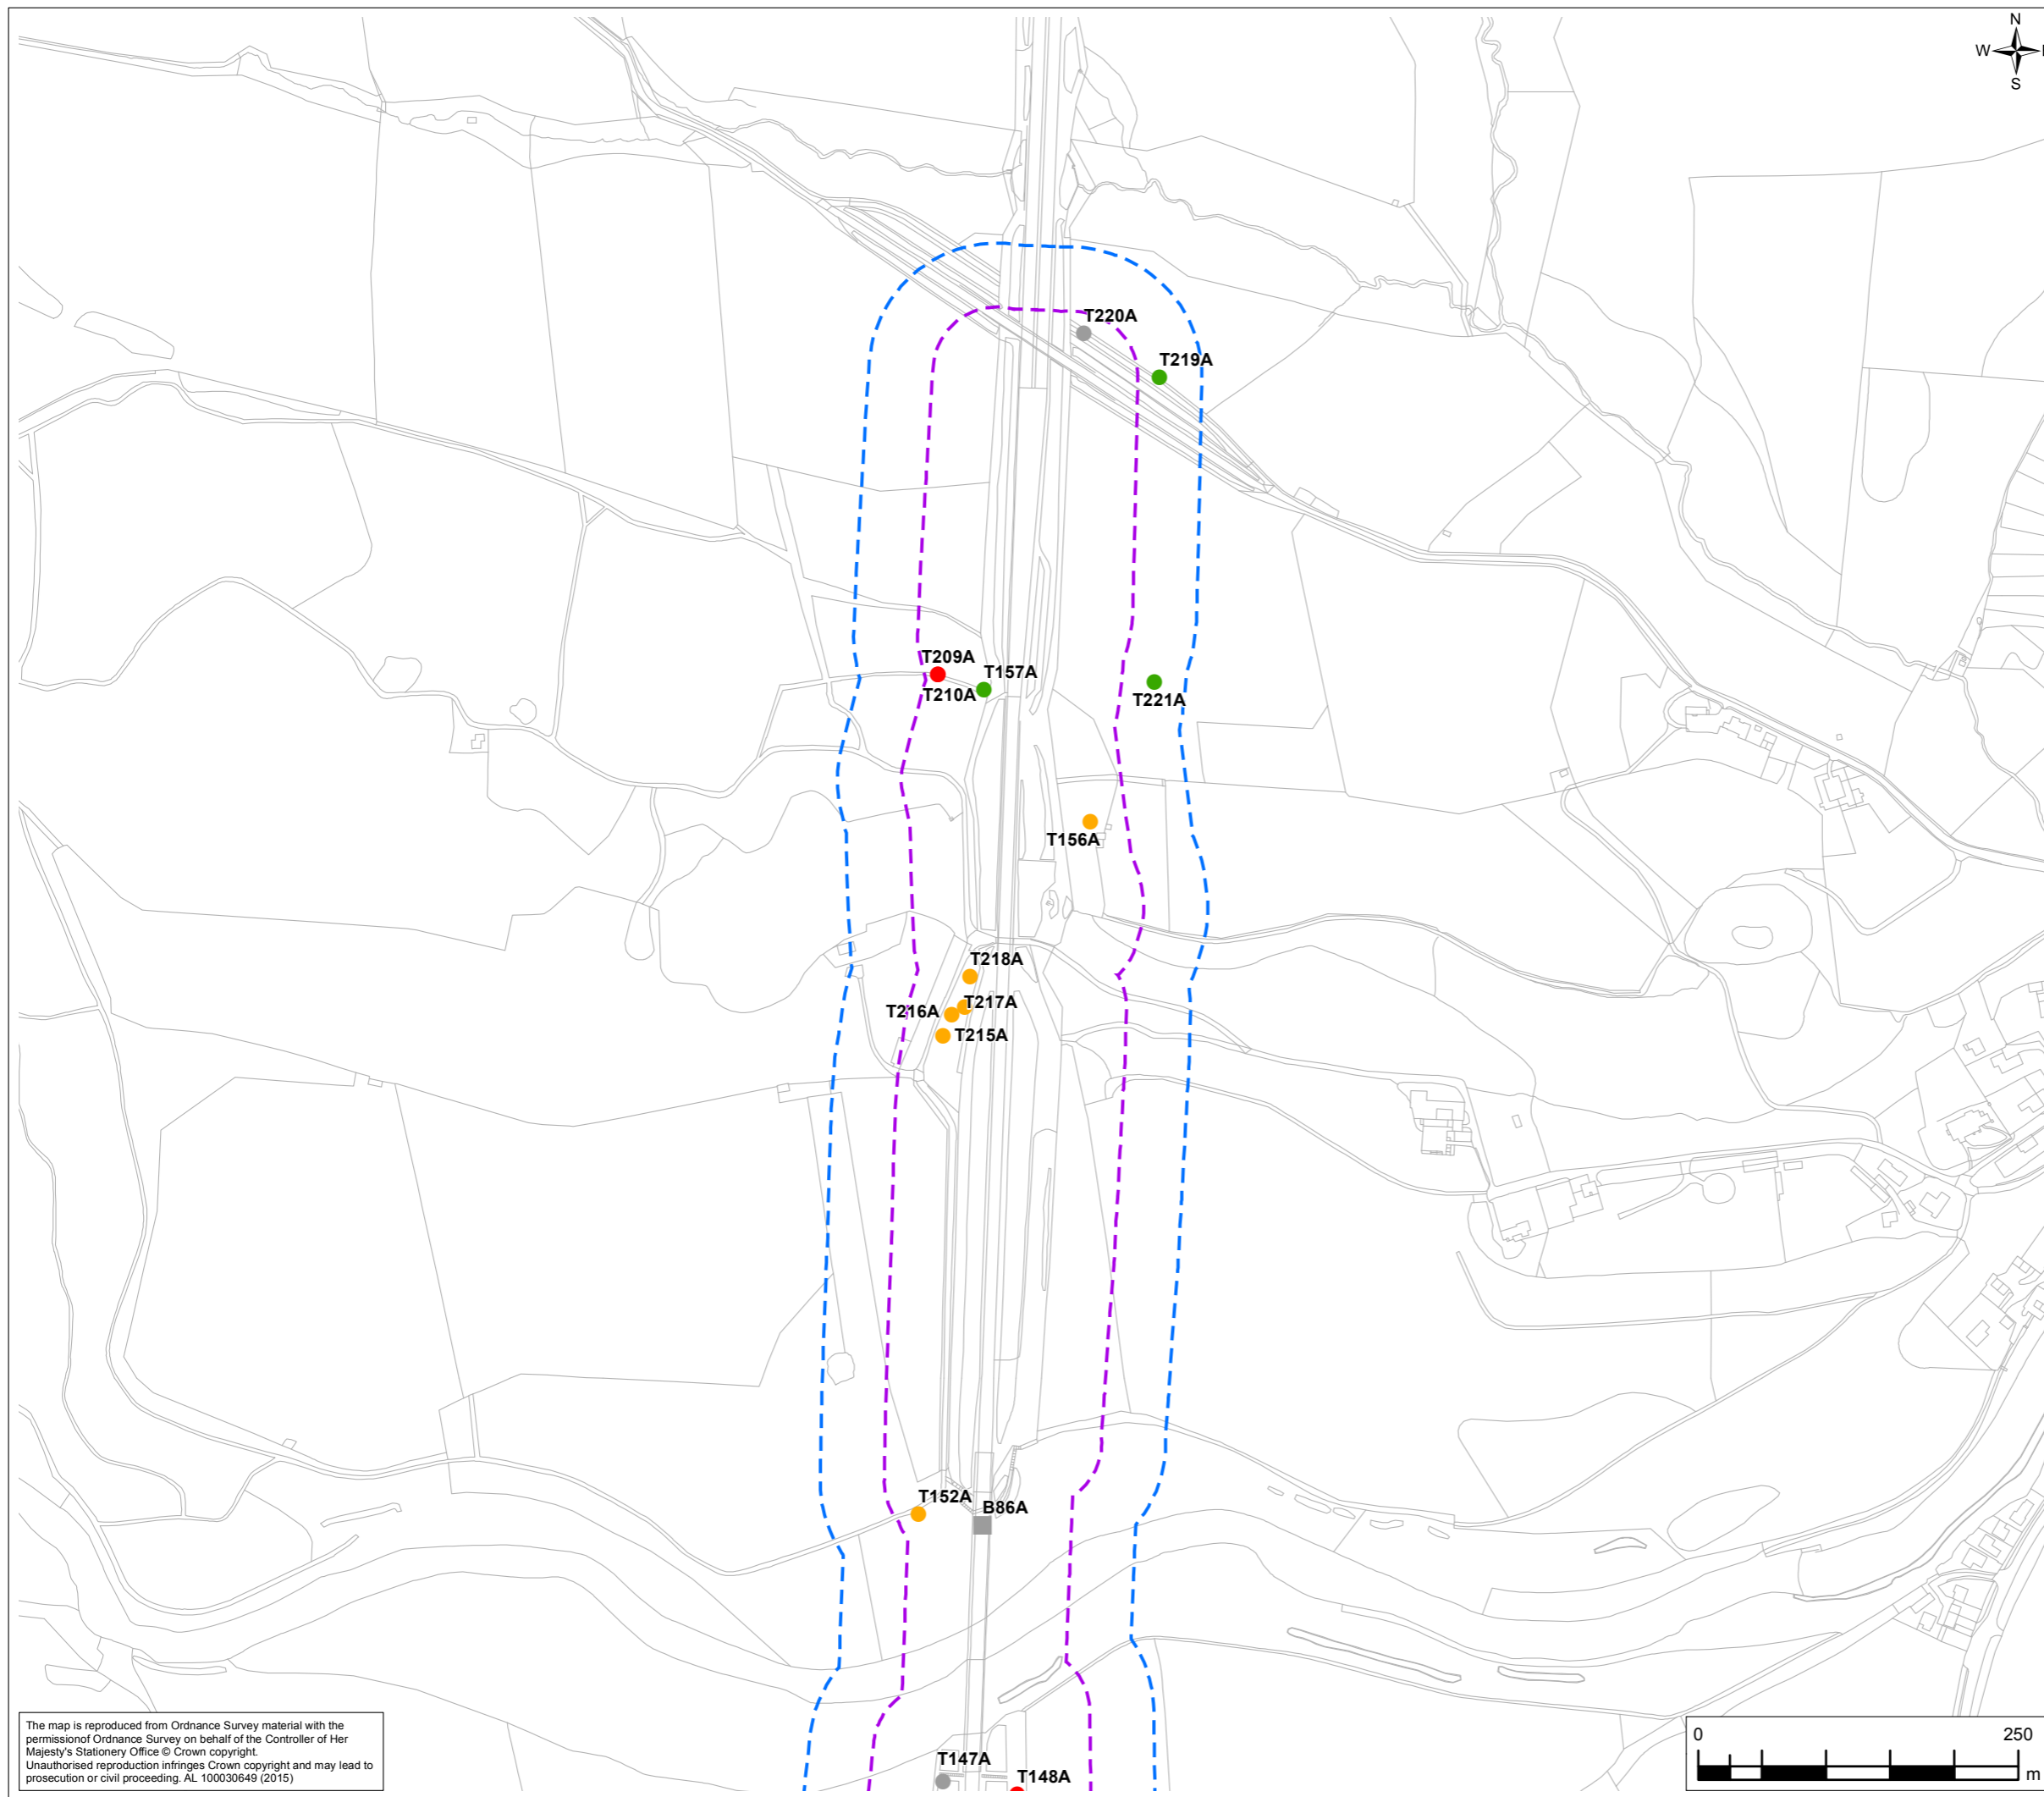 N
W
S
T220A
T219A
T209A
T157A
T210A
T221A
T156A
T218A
T217A
T216A
T215A
T152A
B86A
The map is reproduced from Ordnance Survey material with the
permissionof Ordnance Survey on behalf of the Controller of Her
Majesty's Stationery Office © Crown copyright.
Unauthorised reproduction infringes Crown copyright and may lead to
prosecution or civil proceeding. AL 100030649 (2015)
0 250
m
T147A
T148A